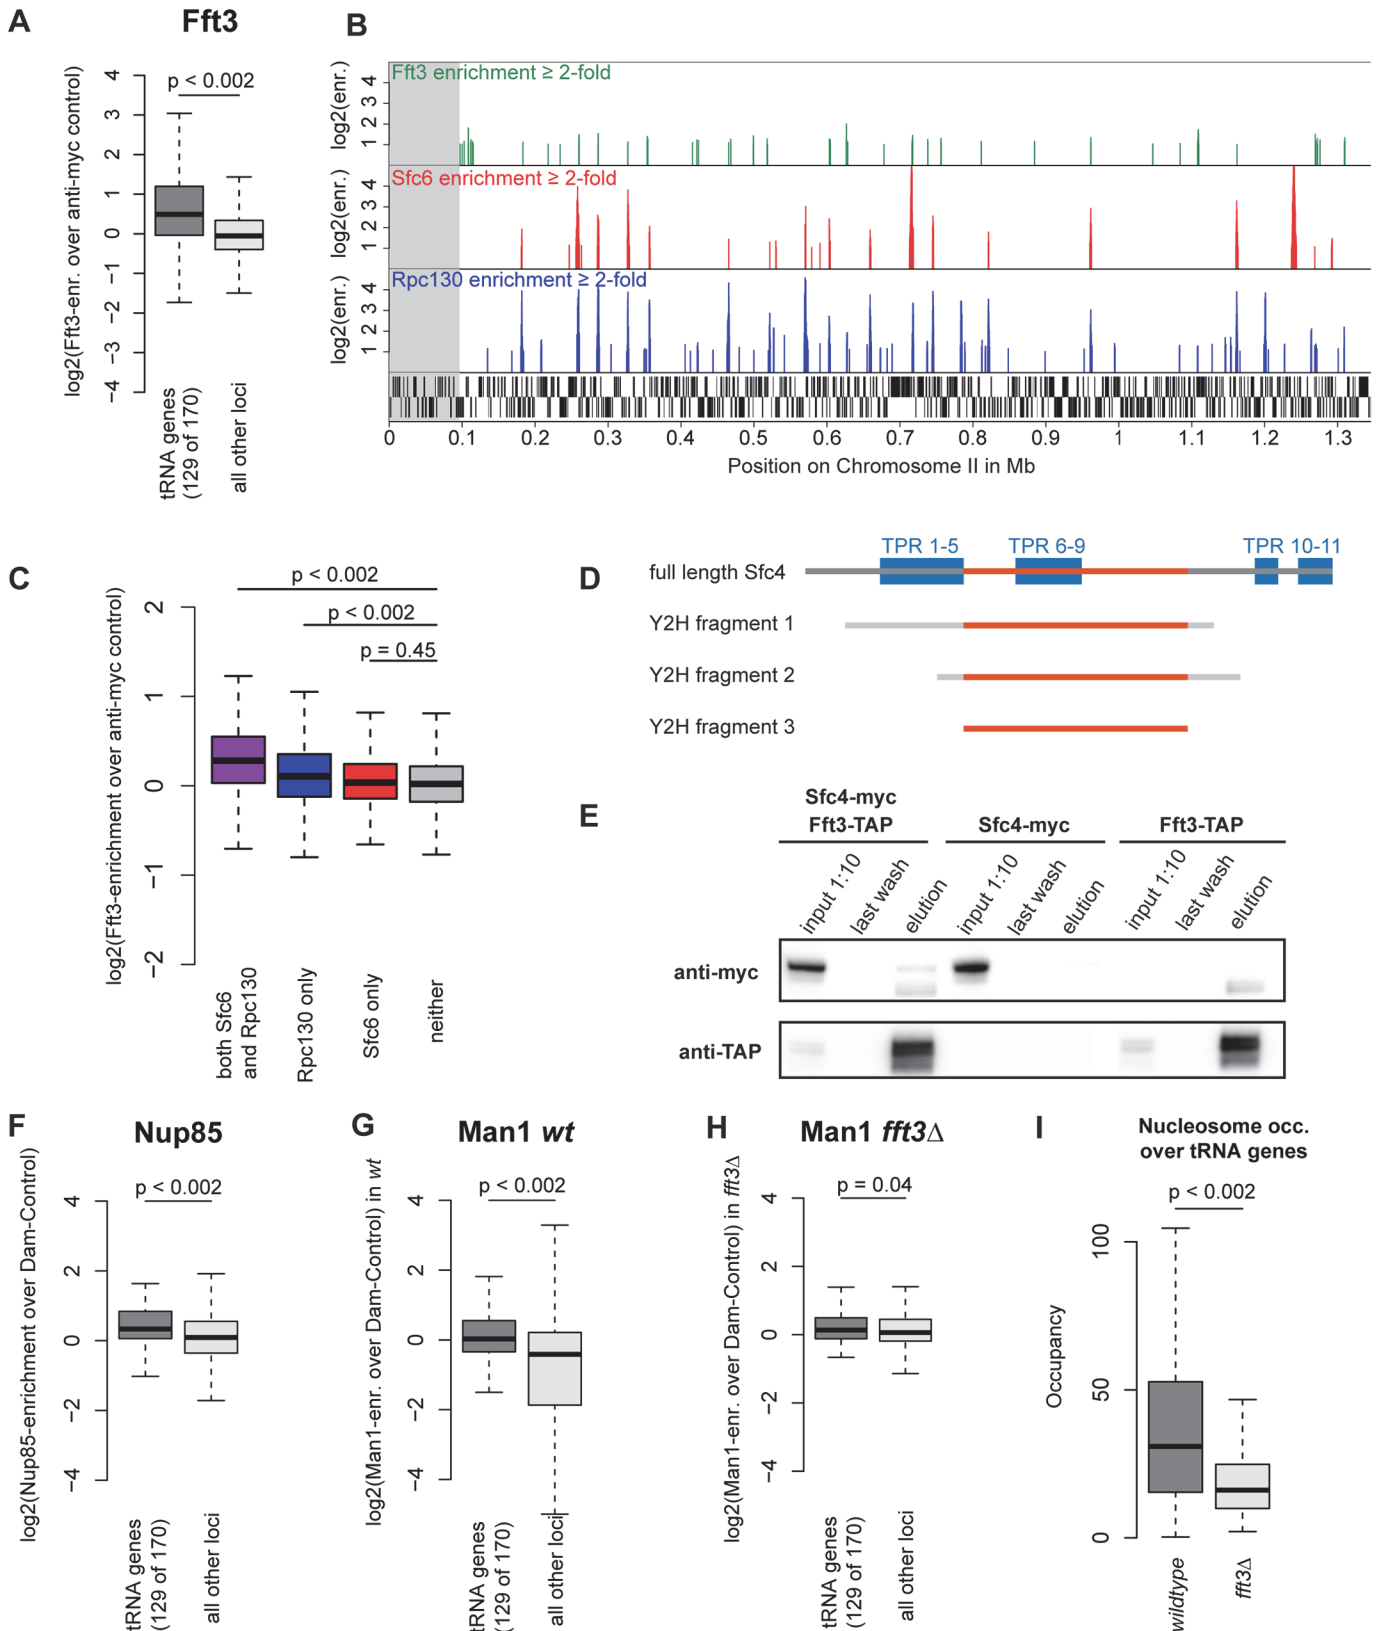 A
Fft3
log2(Fft3-enr. over anti-myc control)
4
3
2
1
0
−1
−2
−3
−4
p < 0.002
tRNA genes
(129 of 170)
all other loci
B
Fft3 enrichment ≥ 2-fold
log2(enr.)
4
3
2
1
Sfc6 enrichment ≥ 2-fold
log2(enr.)
4
3
2
1
Rpc130 enrichment ≥ 2-fold
log2(enr.)
4
3
2
1
0 0.1 0.2 0.3 0.4 0.5 0.6 0.7 0.8 0.9 1 1.1 1.2 1.3
Position on Chromosome II in Mb
C
log2(Fft3-enrichment over anti-myc control)
2
1
0
−1
−2
p < 0.002
p < 0.002
p = 0.45
both Sfc6
and Rpc130
Rpc130 only
Sfc6 only
neither
D
TPR 1-5 TPR 6-9 TPR 10-11
full length Sfc4
Y2H fragment 1
Y2H fragment 2
Y2H fragment 3
E
Sfc4-myc
Fft3-TAP
Sfc4-myc
Fft3-TAP
input 1:10
last wash
elution
input 1:10
last wash
elution
input 1:10
last wash
elution
anti-myc
anti-TAP
F
Nup85
log2(Nup85-enrichment over Dam-Control)
4
2
0
−2
−4
p < 0.002
tRNA genes
(129 of 170)
all other loci
G
Man1 wt
log2(Man1-enr. over Dam-Control) in wt
4
2
0
−2
−4
p < 0.002
tRNA genes
(129 of 170)
all other loci
H
Man1 fft3Δ
log2(Man1-enr. over Dam-Control) in fft3Δ
4
2
0
−2
−4
p = 0.04
tRNA genes
(129 of 170)
all other loci
I
Nucleosome occ.
over tRNA genes
p < 0.002
Occupancy
100
50
0
wildtype
fft3Δ